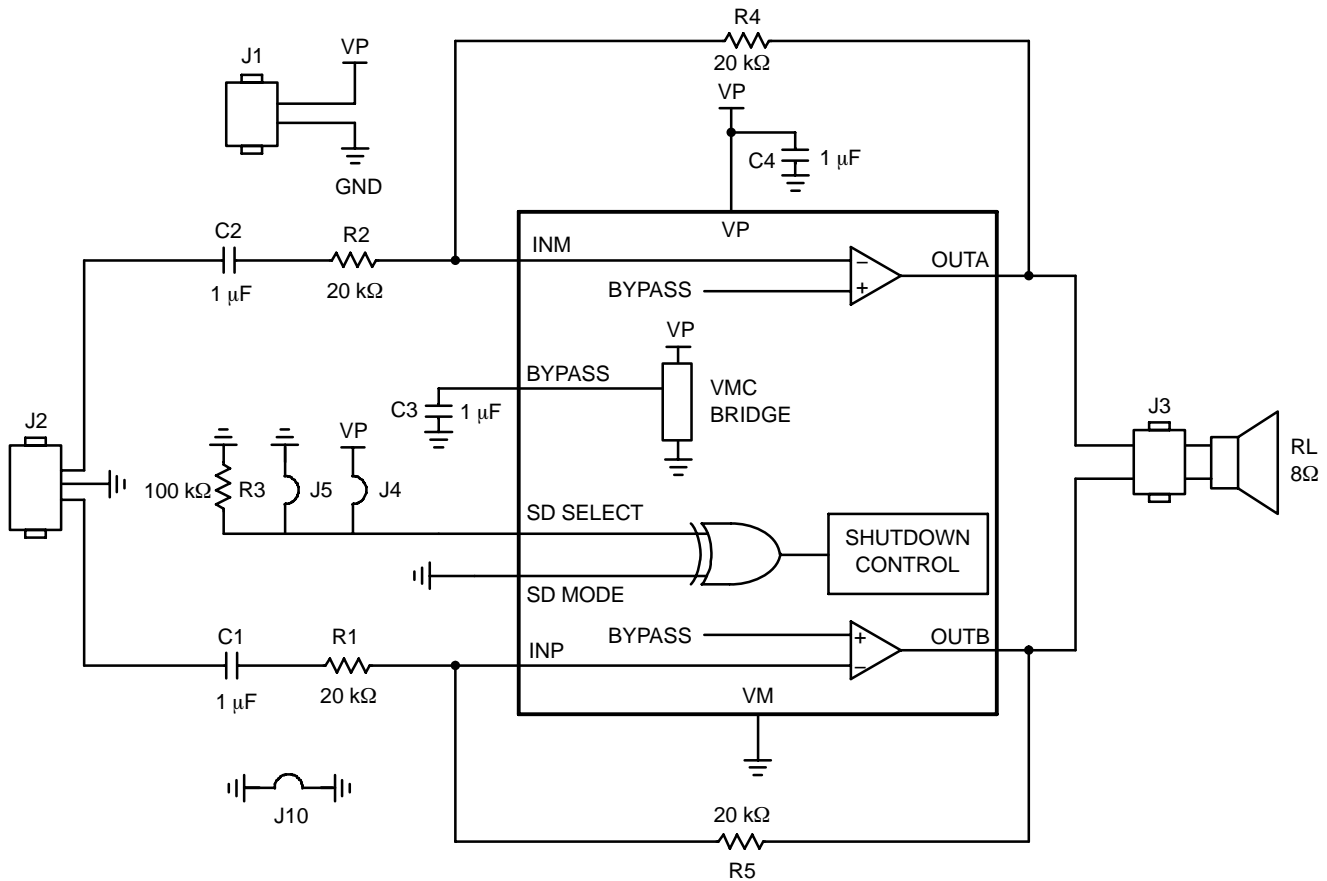 R4
20 kΩ
J1
VP
GND
VP
C4
1 μF
C2
1 μF
R2
20 kΩ
VP
INM
BYPASS
−
+
OUTA
BYPASS
VP
VMC
BRIDGE
C3
1 μF
J2
100 kΩ
R3
J5
VP
J4
SD SELECT
SD MODE
SHUTDOWN
CONTROL
J3
RL
8Ω
C1
1 μF
R1
20 kΩ
INP
BYPASS
+
−
OUTB
VM
J10
20 kΩ
R5